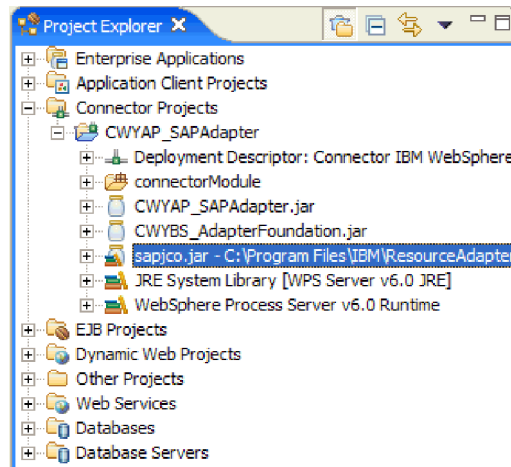 Project Explorer
Enterprise Applications
Application Client Projects
Connector Projects
CWYAP_SAPAdapter
Deployment Descriptor: Connector IBM WebSphere
connectorModule
CWYAP_SAPAdapter.jar
CWYBS_AdapterFoundation.jar
sapjco.jar - C:\Program Files\IBM\ResourceAdapter
JRE System Library [WPS Server v6.0 JRE]
WebSphere Process Server v6.0 Runtime
EJB Projects
Dynamic Web Projects
Other Projects
Web Services
Databases
Database Servers